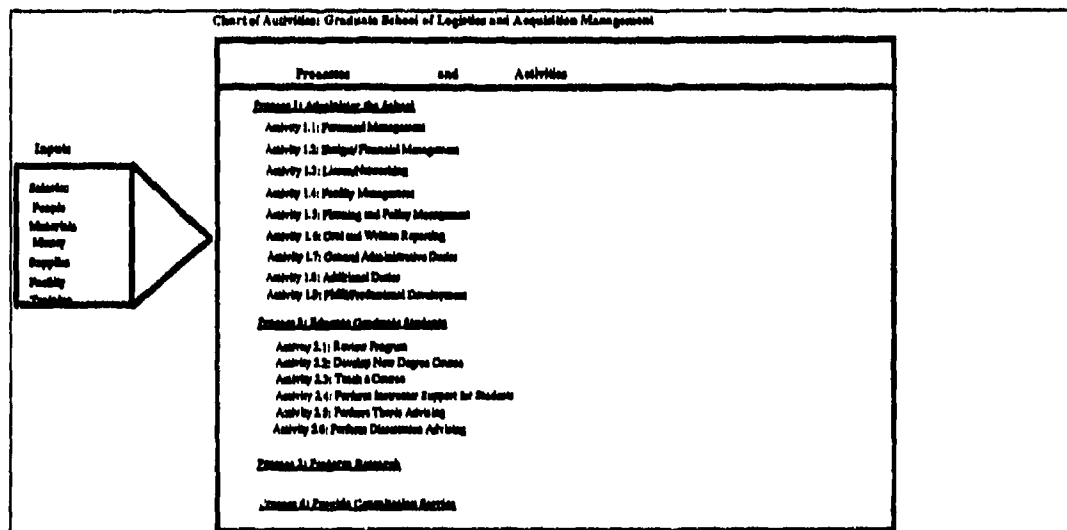 Chart of Activities: Graduate School of Logistics and Acquisition Management
Processes and Activities
Process 1: Administer the School
Activity 1.1: Personnel Management
Activity 1.2: Budget/Financial Management
Activity 1.3: Liaison/Networking
Activity 1.4: Facility Management
Activity 1.5: Planning and Policy Management
Activity 1.6: Oral and Written Reporting
Activity 1.7: General Administrative Duties
Activity 1.8: Additional Duties
Activity 1.9: Professional Development
Inputs
Salaries
People
Materials
Money
Supplies
Facility
Training
Process 2: Educate Graduate Students
Activity 2.1: Review Program
Activity 2.2: Develop New Degree Course
Activity 2.3: Teach a Course
Activity 2.4: Perform Instructor Support for Students
Activity 2.5: Perform Thesis Advising
Activity 2.6: Perform Dissertation Advising
Process 3: Perform Research
Process 4: Provide Consultation Service